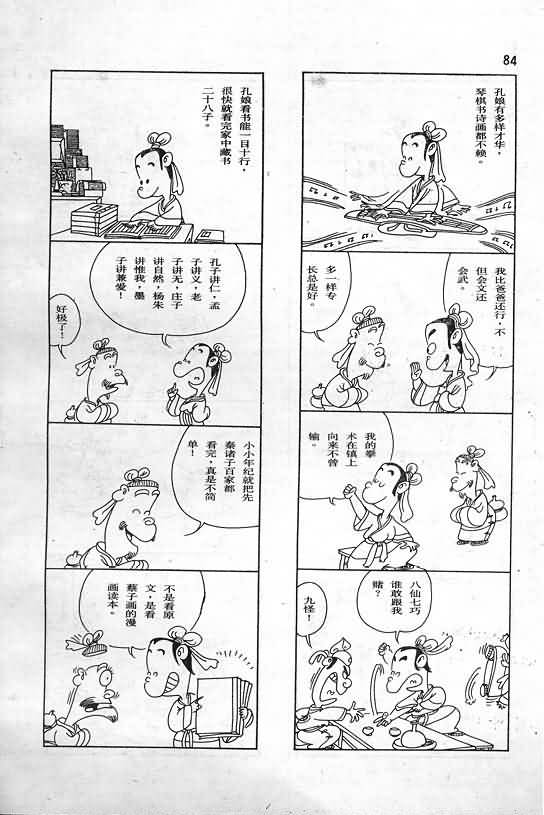 84
孔娘有多样才华，
琴棋书诗画都不赖。
我比爸爸还行，不
但会文还
会武。
多一样专
长总是好。
我的拳
术在镇上
向来不曾
输。
八仙七巧
谁敢跟我
赌？
九怪！
孔娘看书能一目十行，
很快就看完家中藏书
二十八子。
孔子讲仁，孟
子讲义，老
子讲无，庄子
讲自然，杨朱
讲惟我，墨
子讲兼爱！
好极了！
小小年纪就把先
秦诸子百家都
看完，真是不简
单！
不是看原
文，是看
蔡子画的漫
画读本。